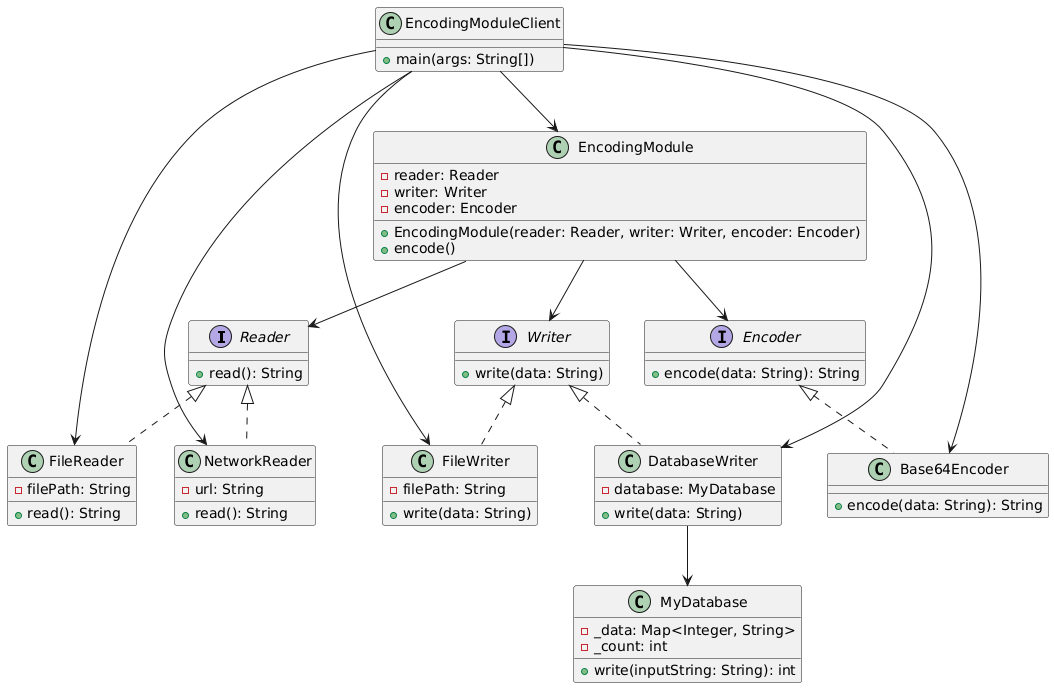 C EncodingModuleClient
main(args: String[])
C EncodingModule
reader: Reader
writer: Writer
encoder: Encoder
EncodingModule(reader: Reader, writer: Writer, encoder: Encoder)
encode()
I Reader
read(): String
I Writer
write(data: String)
I Encoder
encode(data: String): String
C FileReader
filePath: String
read(): String
C NetworkReader
url: String
read(): String
C FileWriter
filePath: String
write(data: String)
C DatabaseWriter
database: MyDatabase
write(data: String)
C Base64Encoder
encode(data: String): String
C MyDatabase
_data: Map<Integer, String>
_count: int
write(inputString: String): int